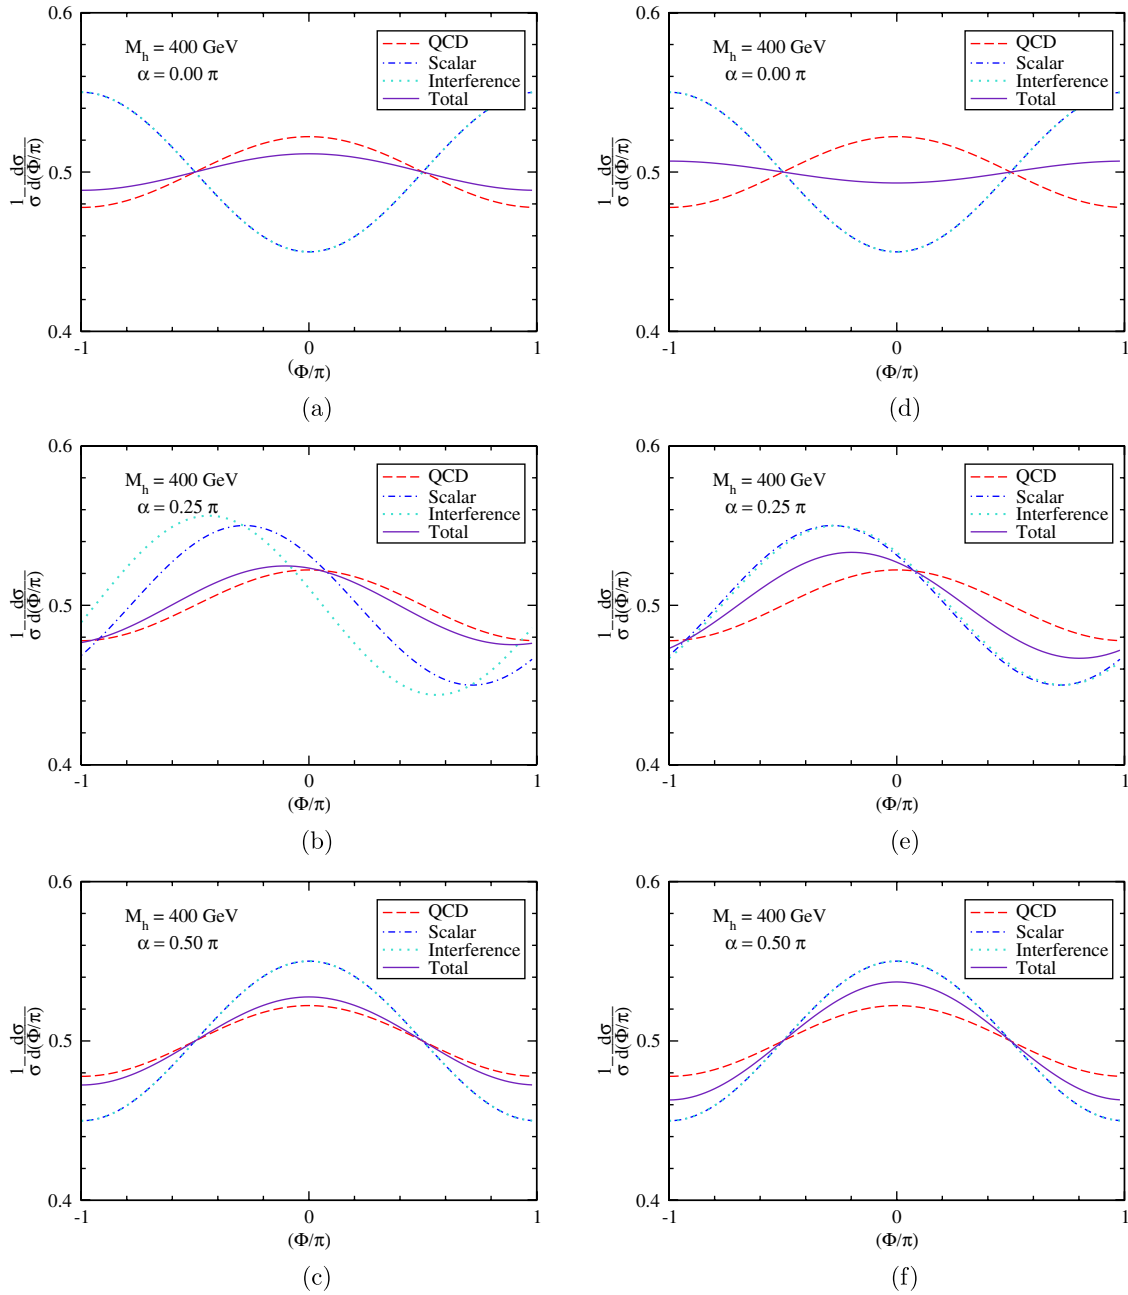 0.6
M_h = 400 GeV
α = 0.00 π
QCD
Scalar
Interference
Total
1/σ dσ/d(Φ/π)
0.5
0.4
-1 0 1
(Φ/π)
(a)
0.6
M_h = 400 GeV
α = 0.00 π
QCD
Scalar
Interference
Total
1/σ dσ/d(Φ/π)
0.5
0.4
-1 0 1
(Φ/π)
(d)
0.6
M_h = 400 GeV
α = 0.25 π
QCD
Scalar
Interference
Total
1/σ dσ/d(Φ/π)
0.5
0.4
-1 0 1
(Φ/π)
(b)
0.6
M_h = 400 GeV
α = 0.25 π
QCD
Scalar
Interference
Total
1/σ dσ/d(Φ/π)
0.5
0.4
-1 0 1
(Φ/π)
(e)
0.6
M_h = 400 GeV
α = 0.50 π
QCD
Scalar
Interference
Total
1/σ dσ/d(Φ/π)
0.5
0.4
-1 0 1
(Φ/π)
(c)
0.6
M_h = 400 GeV
α = 0.50 π
QCD
Scalar
Interference
Total
1/σ dσ/d(Φ/π)
0.5
0.4
-1 0 1
(Φ/π)
(f)